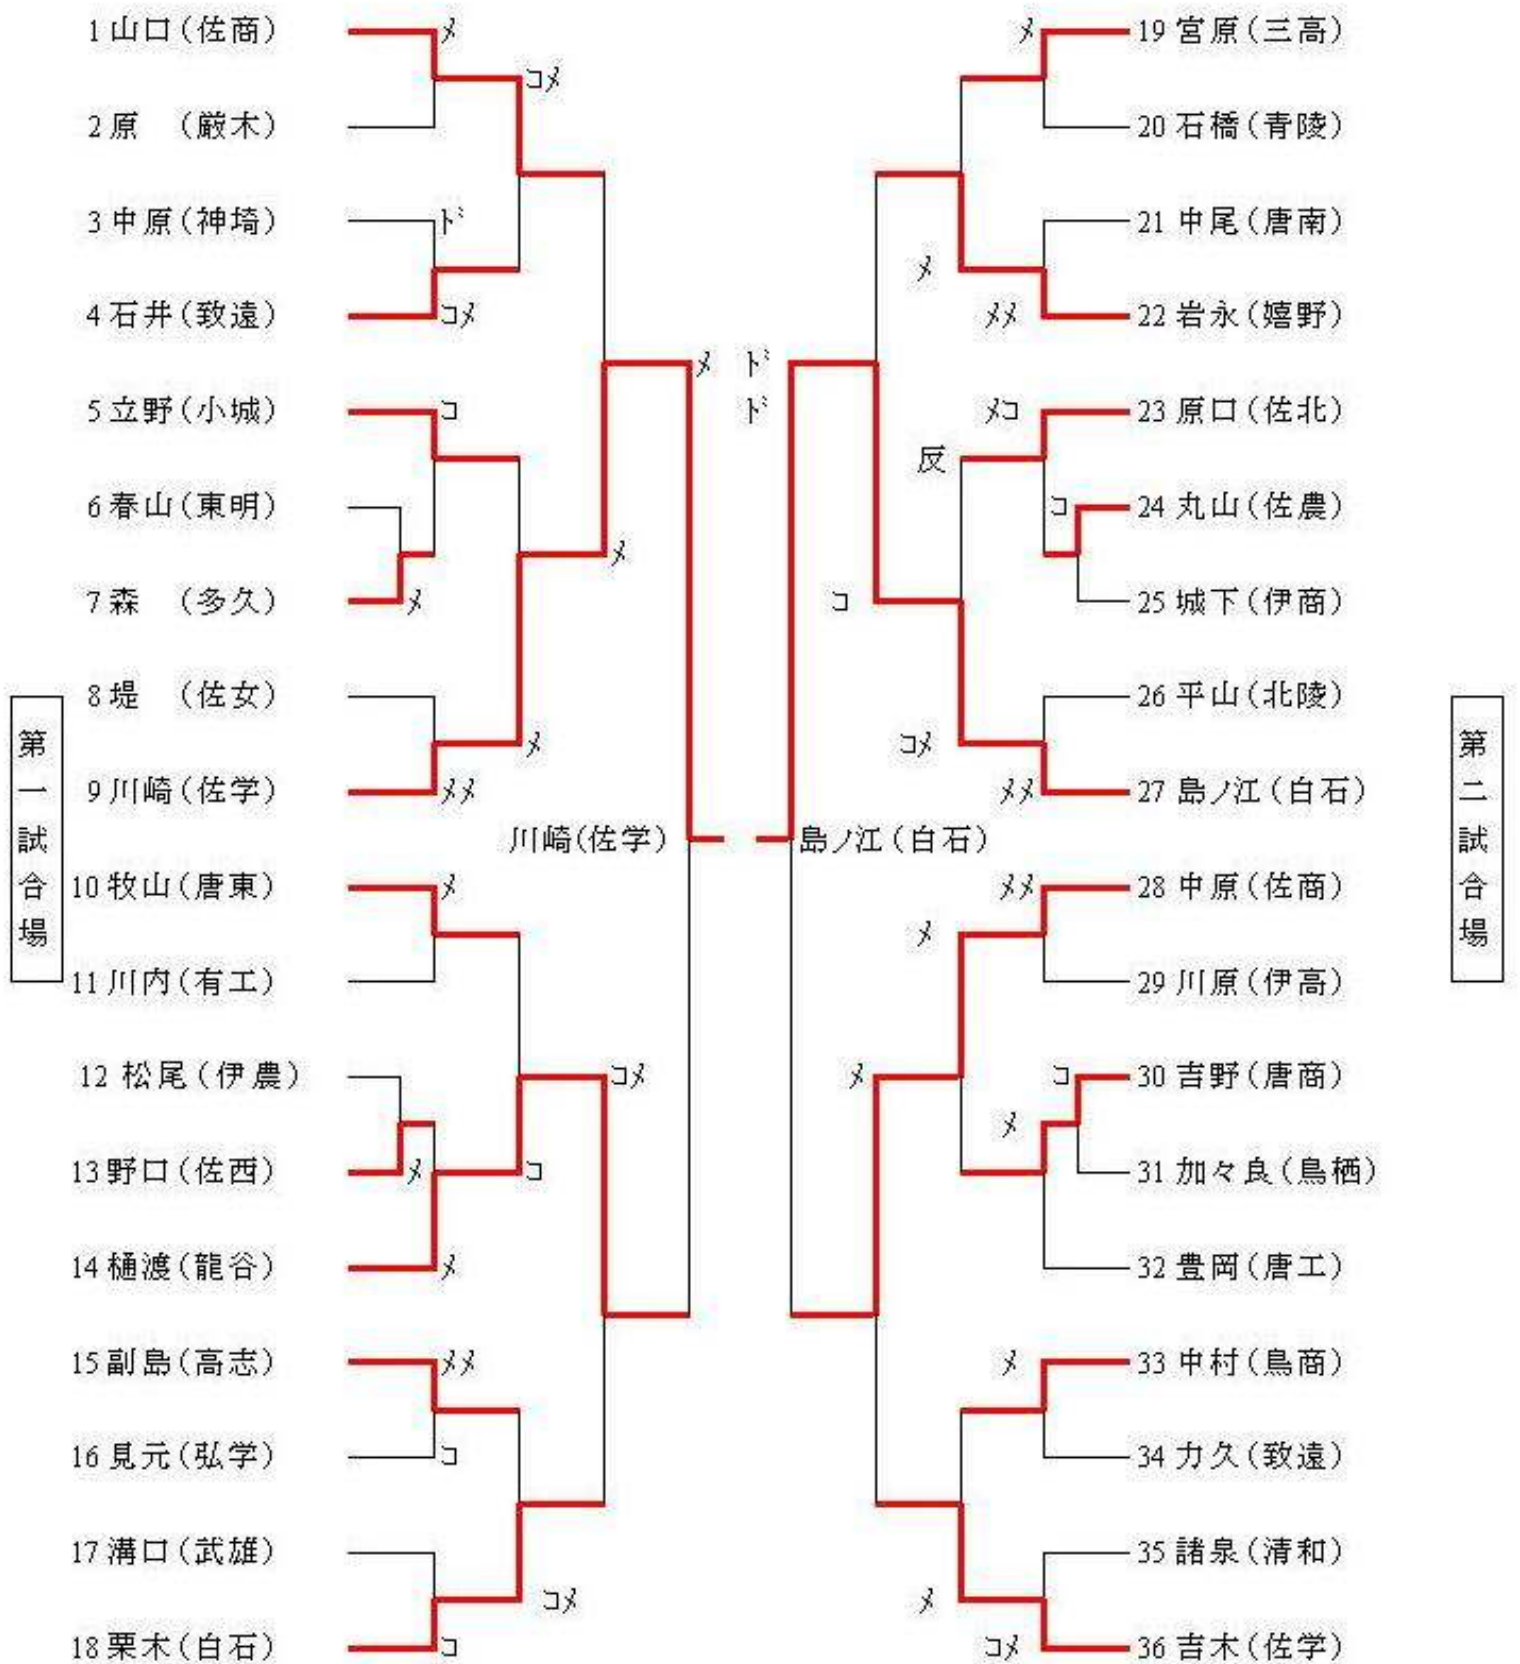 1 山口（佐商）
メ
コメ
2 原　（厳木）
3 中原（神埼）
ド
4 石井（致遠）
コメ
5 立野（小城）
コ
6 春山（東明）
7 森　（多久）
メ
メ
8 堤　（佐女）
メ
9 川崎（佐学）
メメ
メ
川崎(佐学）
10 牧山（唐東）
メ
11 川内（有工）
12 松尾（伊農）
コメ
13 野口（佐西）
メ
コ
14 樋渡（龍谷）
メ
15 副島（高志）
メメ
16 見元（弘学）
コ
17 溝口（武雄）
コメ
18 栗木（白石）
コ
第一試合場
メ
19 宮原（三高）
20 石橋（青陵）
21 中尾（唐南）
メ
メメ
22 岩永（嬉野）
ド
ド
メコ
23 原口（佐北）
反
コ
24 丸山（佐農）
25 城下（伊商）
コ
26 平山（北陵）
コメ
メメ
27 島ノ江（白石）
島ノ江（白石）
メメ
28 中原（佐商）
メ
29 川原（伊高）
メ
コ
30 吉野（唐商）
メ
31 加々良（鳥栖）
32 豊岡（唐工）
メ
33 中村（鳥商）
34 力久（致遠）
35 諸泉（清和）
メ
コメ
36 吉木（佐学）
第二試合場